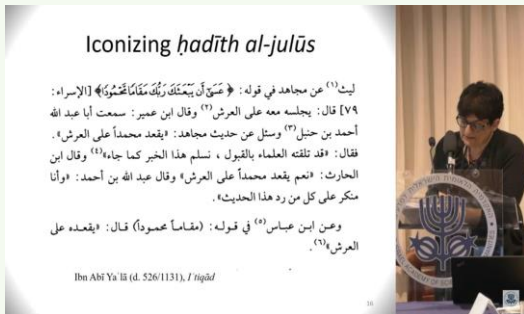 Iconizing ḥadīth al-julūs
ليث(١) عن مجاهد في قوله: ﴿عَسَىٰ أَن يَبْعَثَكَ رَبُّكَ مَقَامًا مَّحْمُودًا﴾ [الإسراء:
٧٩] قال: يجلسه معه على العرش(٢) وقال ابن عمير: سمعت أبا عبد الله
أحمد بن حنبل(٣) وسئل عن حديث مجاهد: «يقعد محمداً على العرش».
فقال: «قد تلقته العلماء بالقبول، نسلم هذا الخبر كما جاء»(٤) وقال ابن
الحارث: «نعم يقعد محمداً على العرش» وقال عبد الله بن أحمد: «وأنا
منكر على كل من رد هذا الحديث».
وعن ابن عباس(٥) في قوله: (مقاماً محموداً) قال: «يقعده على
العرش»(٦).
Ibn Abī Yaʿlā (d. 526/1131), Iʿtiqād
16